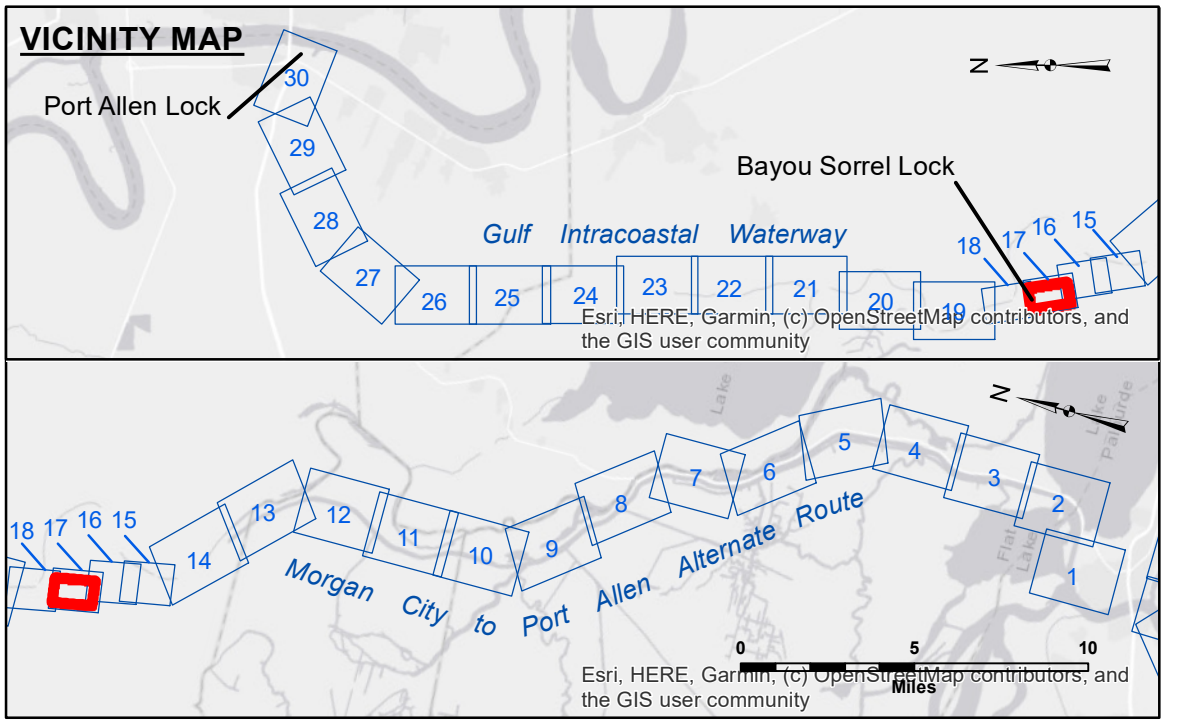 VICINITY MAP
N
30
Port Allen Lock
29
Bayou Sorrel Lock
28
Gulf Intracoastal Waterway
18
17
16
15
27
26
25
24
23
22
21
20
19
Esri, HERE, Garmin, (c) OpenStreetMap contributors, and
the GIS user community
N
Lake
Lake
Palourde
18
17
16
15
14
13
12
11
10
9
8
7
6
5
4
3
2
1
Flat
Lake
Morgan City to Port Allen Alternate Route
0
5
10
Miles
Esri, HERE, Garmin, (c) OpenStreetMap contributors, and
the GIS user community